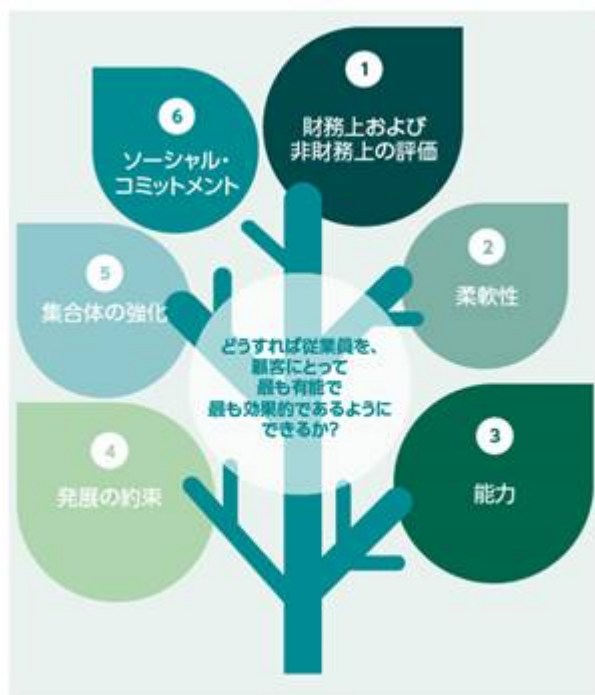 1
財務上および
非財務上の評価
2
柔軟性
3
能力
4
発展の約束
5
集合体の強化
6
ソーシャル・
コミットメント
どうすれば従業員を、
顧客にとって
最も有能で
最も効果的であるように
できるか?